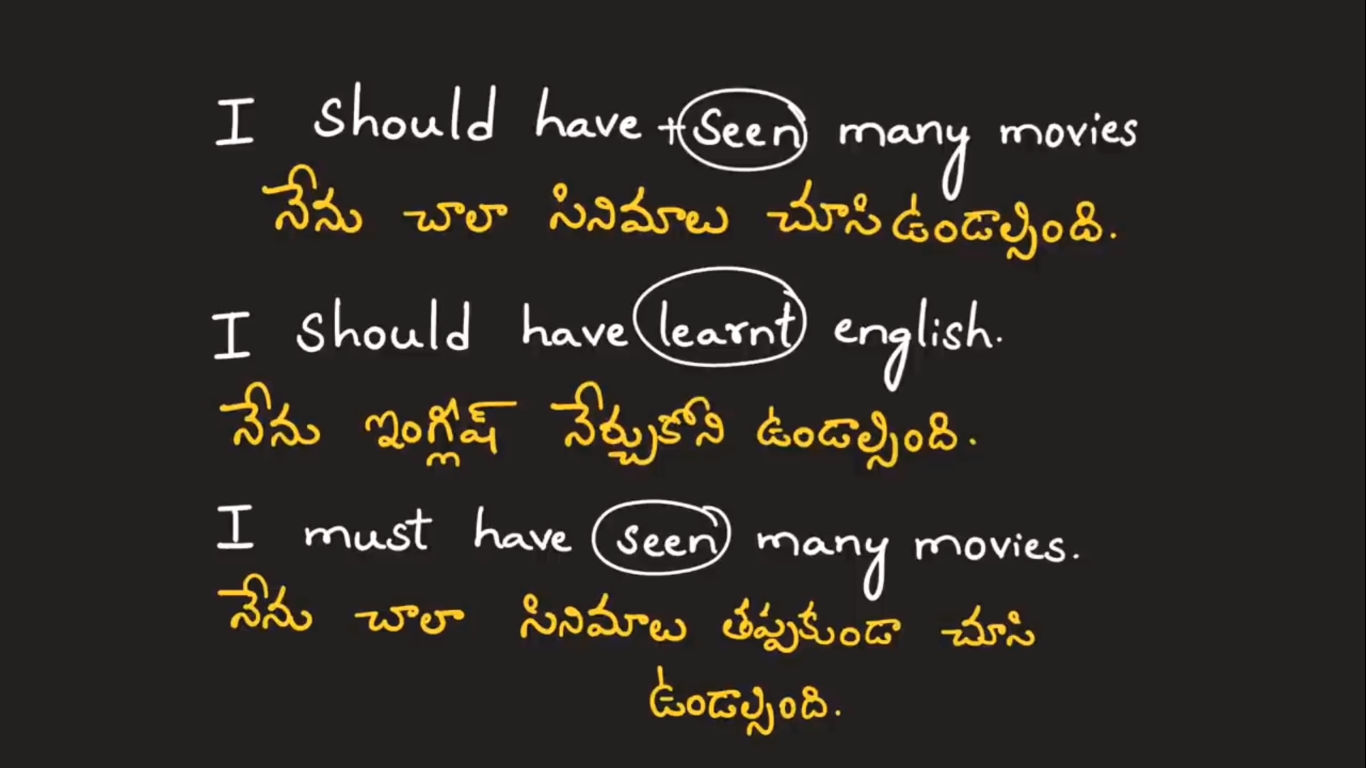 I should have + seen many movies
నేను చాలా సినిమాలు చూసి ఉండాల్సింది.
I should have learnt english.
నేను ఇంగ్లీష్ నేర్చుకోని ఉండాల్సింది.
I must have seen many movies.
నేను చాలా సినిమాలు తప్పకుండా చూసి
ఉండాల్సింది.